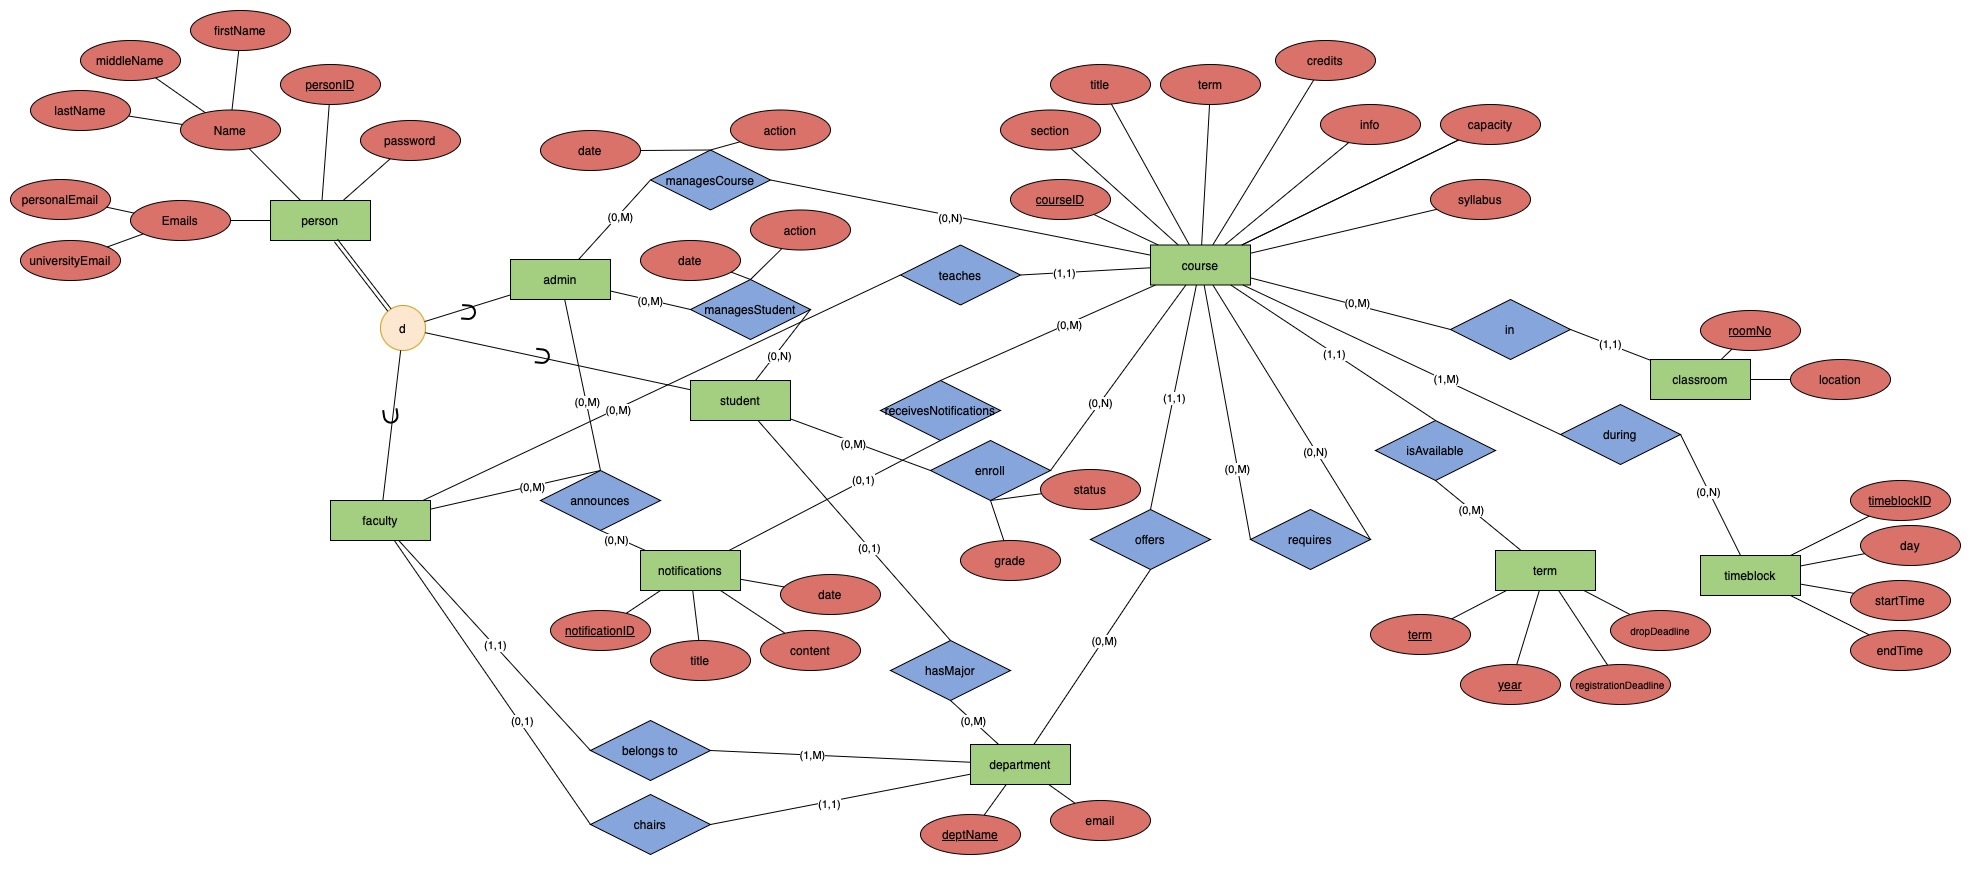 firstName
middleName
personID
lastName
Name
password
personalEmail
Emails
universityEmail
person
d
date
action
managesCourse
(0,M)
(0,N)
admin
date
action
(0,M)
managesStudent
(0,N)
student
teaches
(1,1)
(0,M)
title
term
credits
section
info
capacity
courseID
syllabus
course
(0,M)
in
(1,1)
roomNo
classroom
location
(0,M)
receivesNotifications
(0,1)
(0,M)
enroll
(0,N)
status
grade
(1,1)
offers
(0,M)
(0,M)
(0,N)
requires
(1,1)
isAvailable
(0,M)
(1,M)
during
(0,N)
(0,M)
(0,M)
announces
(0,N)
faculty
notifications
notificationID
title
content
date
(0,1)
hasMajor
(0,M)
term
term
year
registrationDeadline
dropDeadline
timeblock
timeblockID
day
startTime
endTime
(1,1)
belongs to
(1,M)
(0,1)
chairs
(1,1)
department
deptName
email